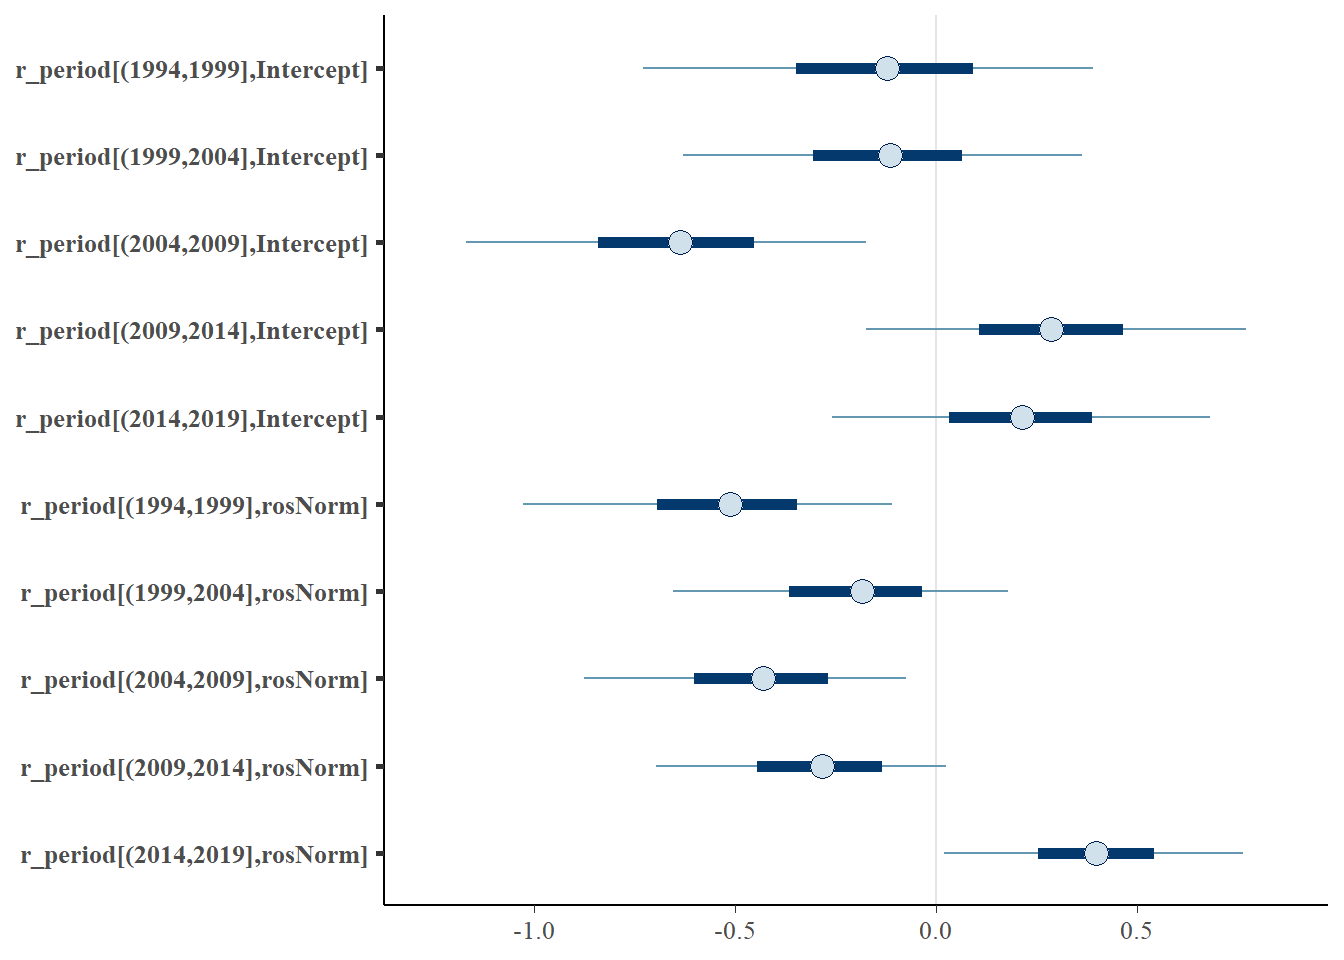 r_period[(1994,1999],Intercept]
r_period[(1999,2004],Intercept]
r_period[(2004,2009],Intercept]
r_period[(2009,2014],Intercept]
r_period[(2014,2019],Intercept]
r_period[(1994,1999],rosNorm]
r_period[(1999,2004],rosNorm]
r_period[(2004,2009],rosNorm]
r_period[(2009,2014],rosNorm]
r_period[(2014,2019],rosNorm]
-1.0 -0.5 0.0 0.5